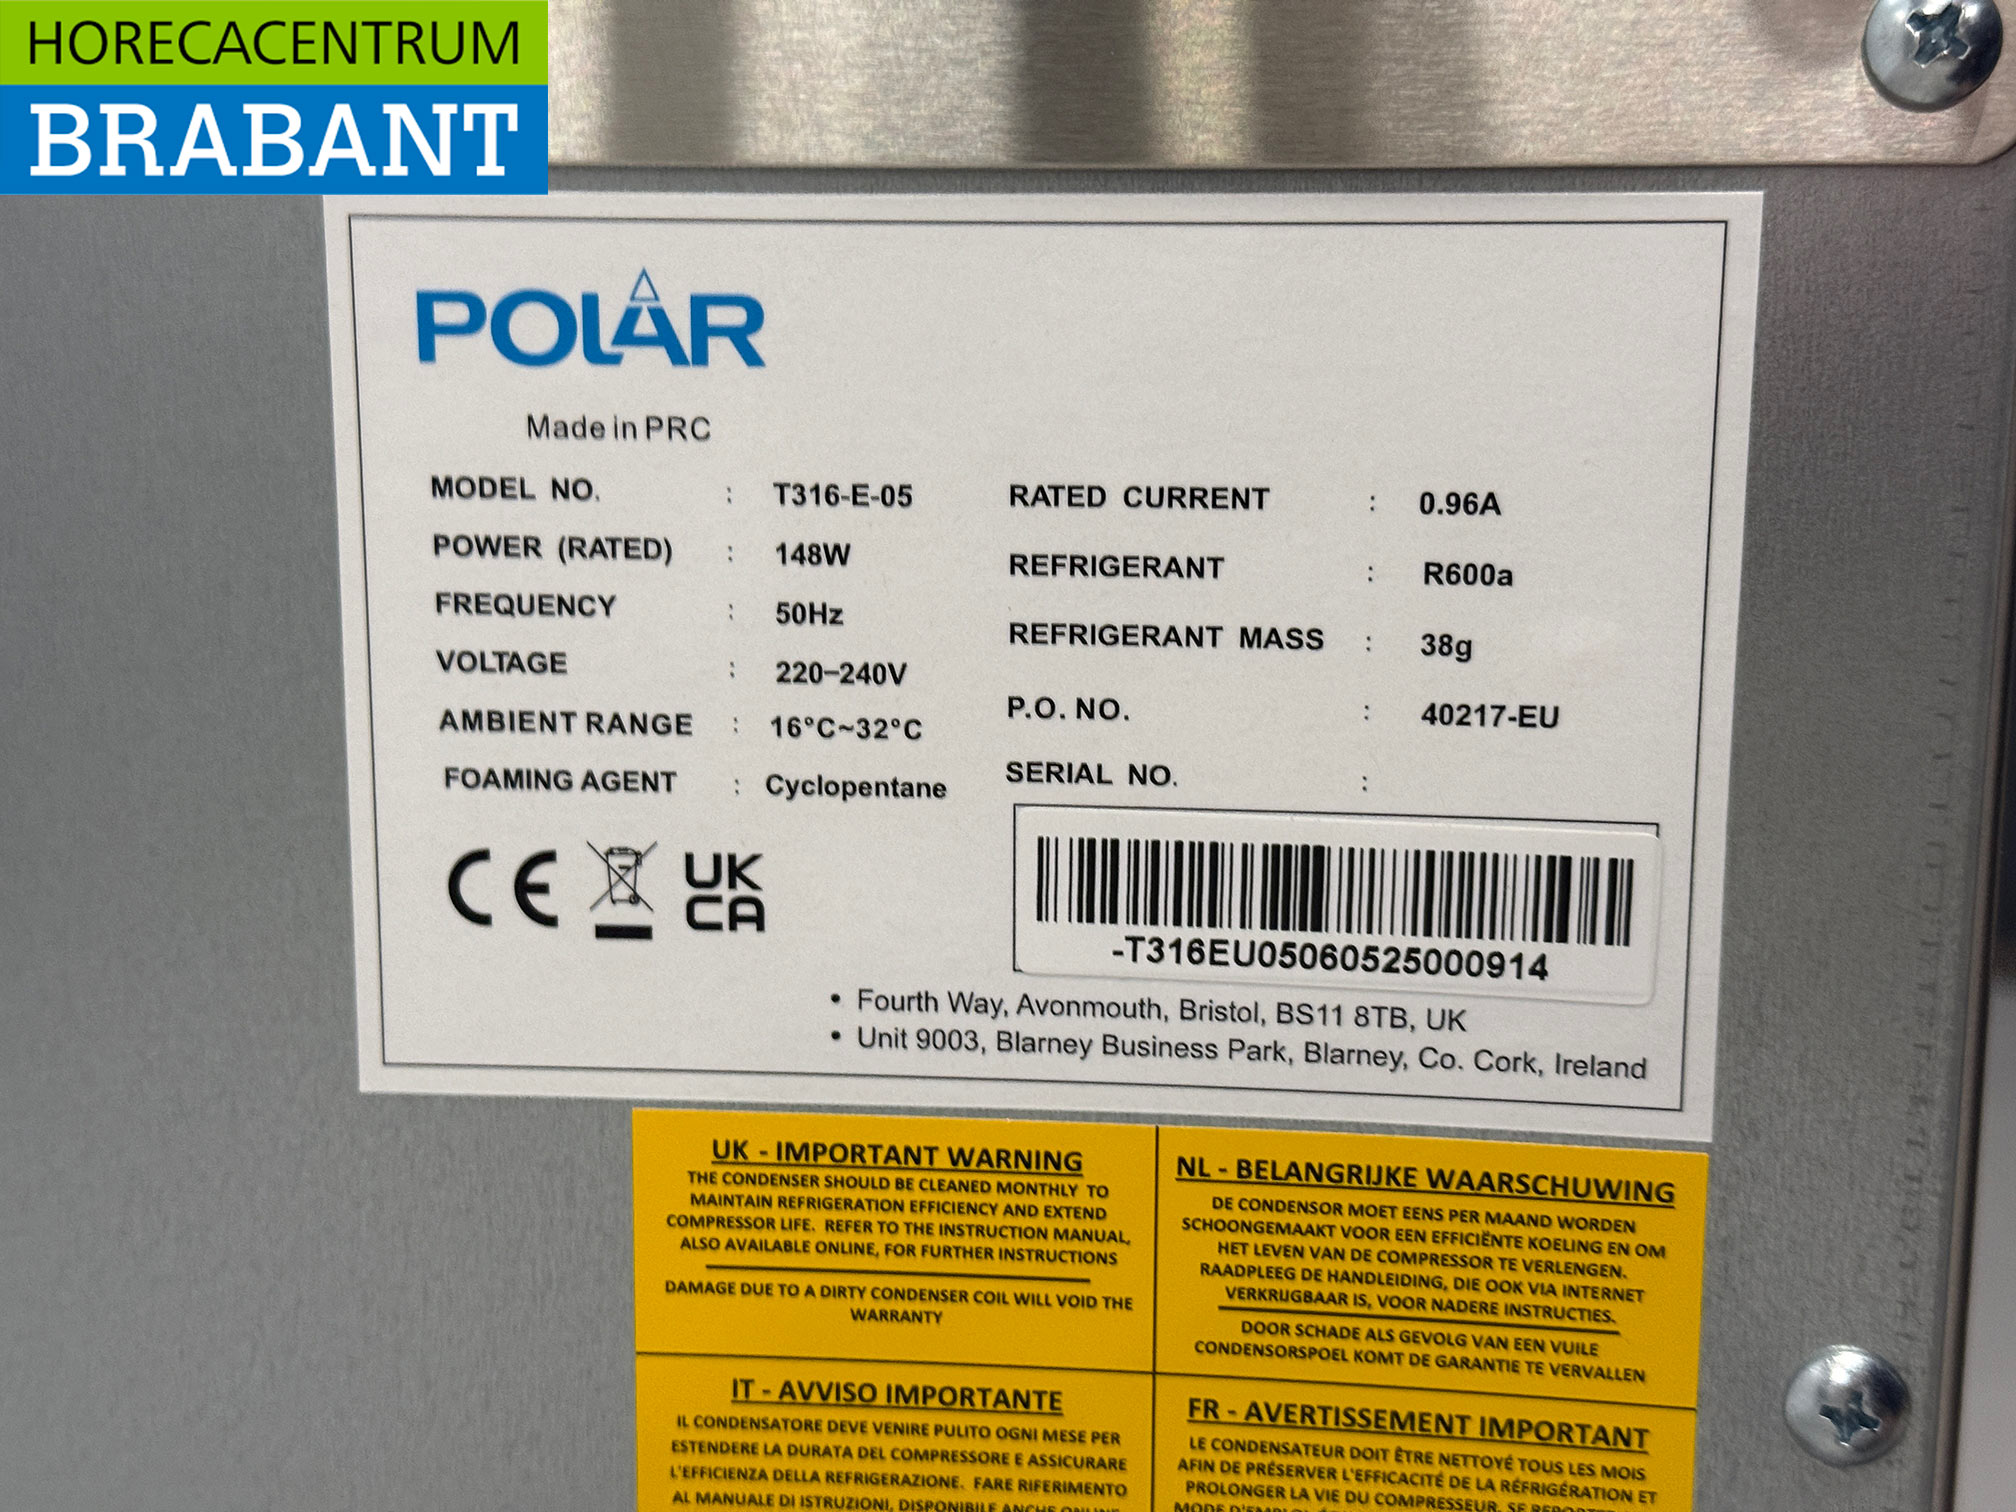 HORECACENTRUM
BRABANT
POLAR
Made in PRC
MODEL NO. : T316-E-05
POWER (RATED) : 148W
FREQUENCY : 50Hz
VOLTAGE : 220–240V
AMBIENT RANGE : 16°C~32°C
FOAMING AGENT : Cyclopentane
RATED CURRENT : 0.96A
REFRIGERANT : R600a
REFRIGERANT MASS : 38g
P.O. NO. : 40217-EU
SERIAL NO. :
CE
UK
CA
-T316EU05060525000914
• Fourth Way, Avonmouth, Bristol, BS11 8TB, UK
• Unit 9003, Blarney Business Park, Blarney, Co. Cork, Ireland
UK - IMPORTANT WARNING
THE CONDENSER SHOULD BE CLEANED MONTHLY TO
MAINTAIN REFRIGERATION EFFICIENCY AND EXTEND
COMPRESSOR LIFE. REFER TO THE INSTRUCTION MANUAL,
ALSO AVAILABLE ONLINE, FOR FURTHER INSTRUCTIONS
DAMAGE DUE TO A DIRTY CONDENSER COIL WILL VOID THE
WARRANTY
NL - BELANGRIJKE WAARSCHUWING
DE CONDENSOR MOET EENS PER MAAND WORDEN
SCHOONGEMAAKT VOOR EEN EFFICIËNTE KOELING EN OM
HET LEVEN VAN DE COMPRESSOR TE VERLENGEN.
RAADPLEEG DE HANDLEIDING, DIE OOK VIA INTERNET
VERKRIJGBAAR IS, VOOR NADERE INSTRUCTIES.
DOOR SCHADE ALS GEVOLG VAN EEN VUILE
CONDENSORSPOEL KOMT DE GARANTIE TE VERVALLEN
IT - AVVISO IMPORTANTE
IL CONDENSATORE DEVE VENIRE PULITO OGNI MESE PER
ESTENDERE LA DURATA DEL COMPRESSORE E ASSICURARE
L'EFFICIENZA DELLA REFRIGERAZIONE. FARE RIFERIMENTO
AL MANUALE DI ISTRUZIONI, DISPONIBILE ANCHE ONLINE
FR - AVERTISSEMENT IMPORTANT
LE CONDENSATEUR DOIT ÊTRE NETTOYÉ TOUS LES MOIS
AFIN DE PRÉSERVER L'EFFICACITÉ DE LA RÉFRIGÉRATION ET
PROLONGER LA VIE DU COMPRESSEUR. SE REPORTER
MODE D'EMPLOI